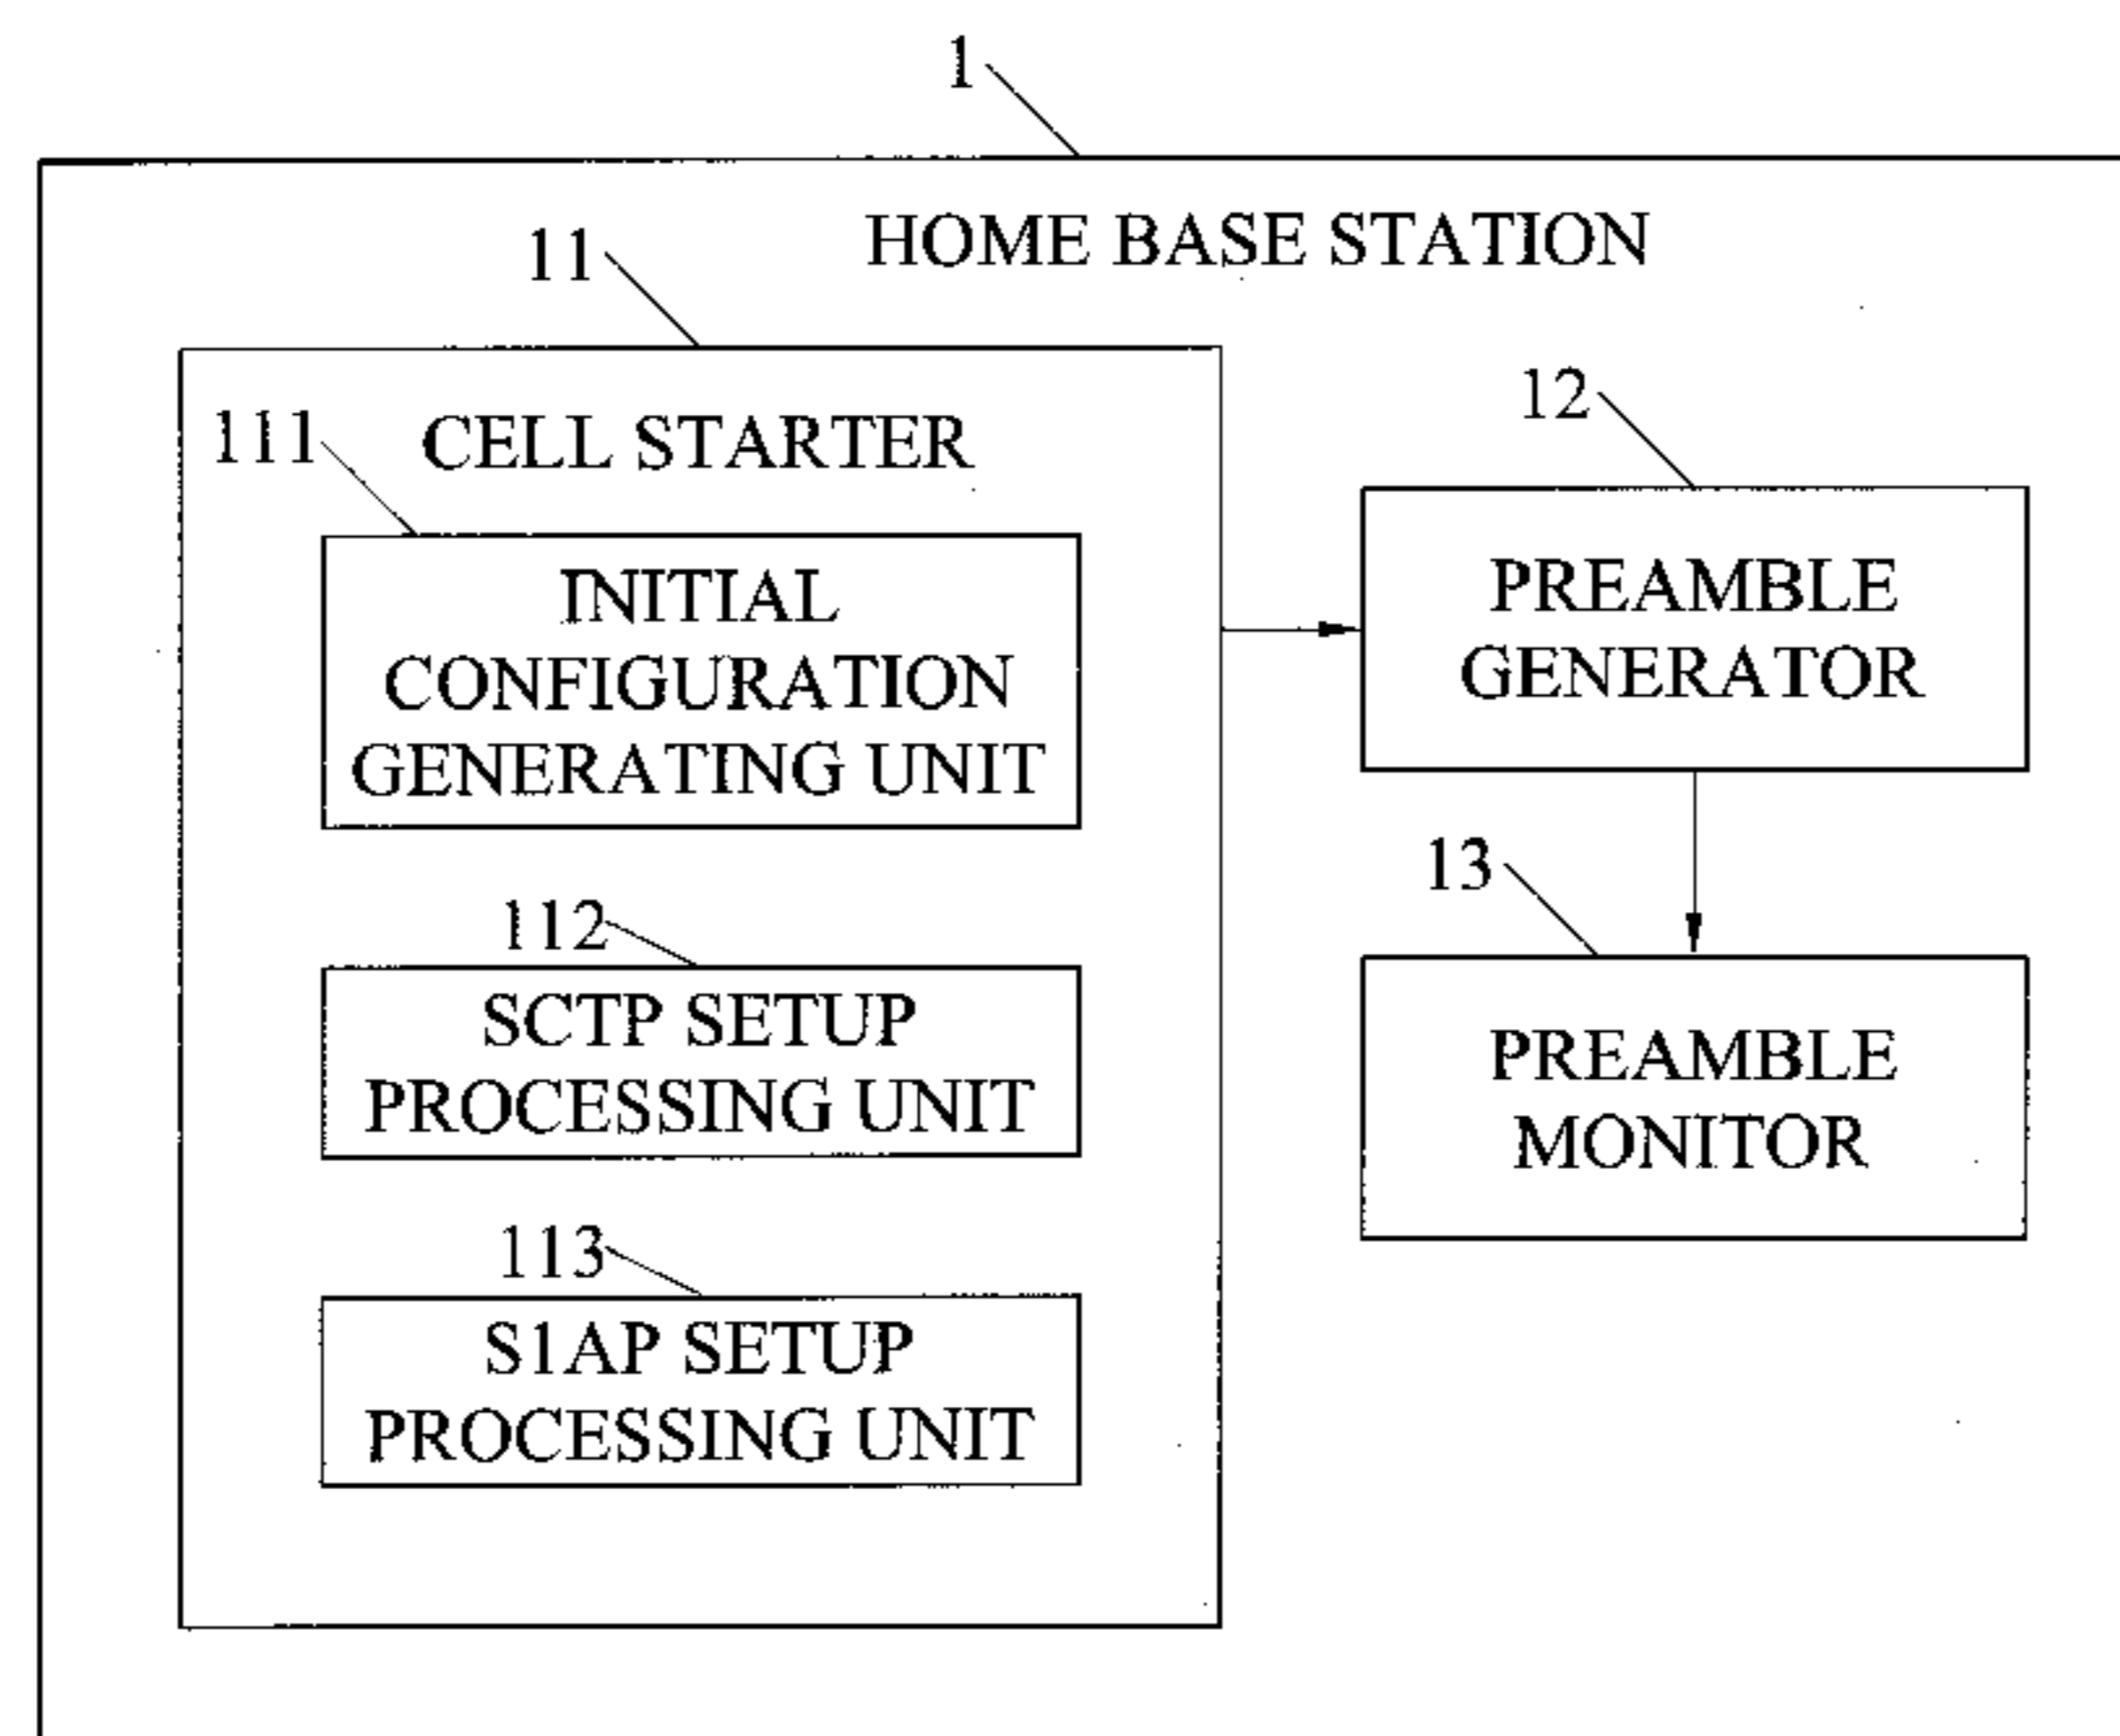 1
HOME BASE STATION
11
CELL STARTER
111
INITIAL
CONFIGURATION
GENERATING UNIT
112
SCTP SETUP
PROCESSING UNIT
113
S1AP SETUP
PROCESSING UNIT
12
PREAMBLE
GENERATOR
13
PREAMBLE
MONITOR